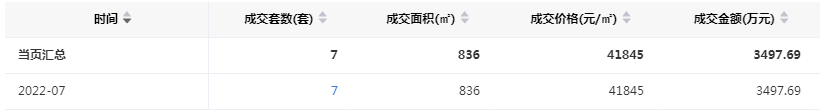 时间 成交套数(套) 成交面积(㎡) 成交价格(元/㎡) 成交金额(万元)
当页汇总 7 836 41845 3497.69
2022-07 7 836 41845 3497.69